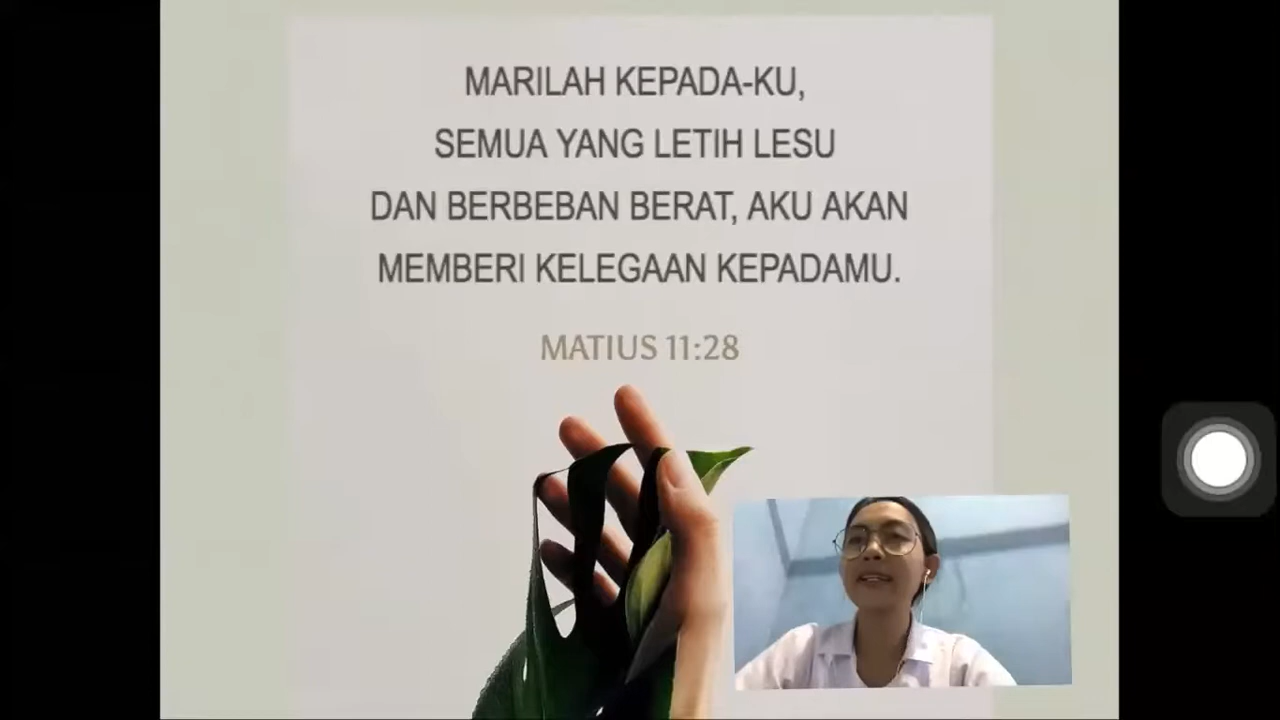 MARILAH KEPADA-KU,
SEMUA YANG LETIH LESU
DAN BERBEBAN BERAT, AKU AKAN
MEMBERI KELEGAAN KEPADAMU.
MATIUS 11:28